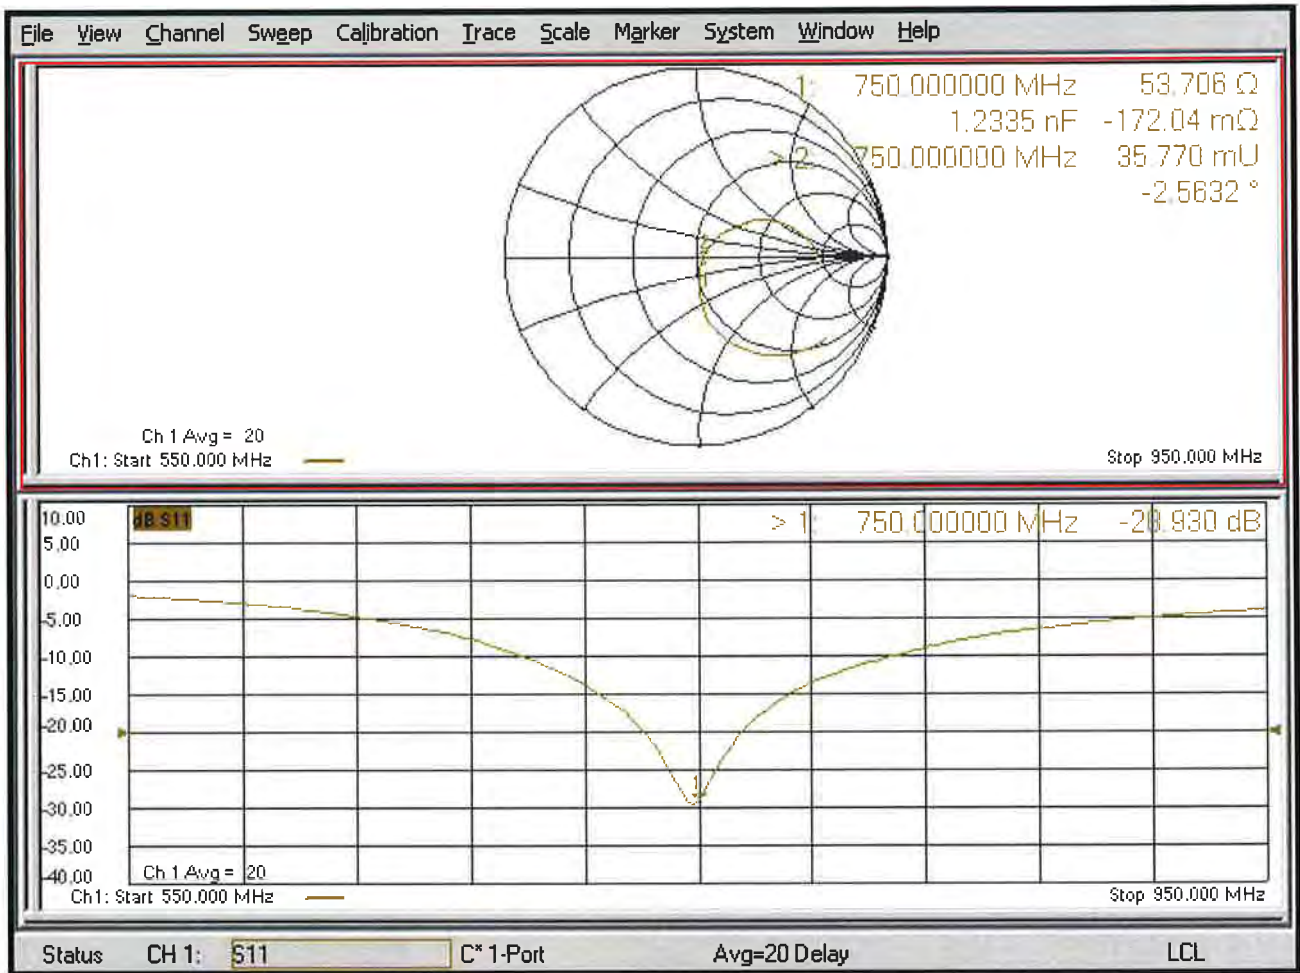 File View Channel Sweep Calibration Trace Scale Marker System Window Help
1: 750.000000 MHz 53.706 Ω
1.2335 nF -172.04 mΩ
> 2: 750.000000 MHz 35.770 mU
-2.5632 °
Ch 1 Avg = 20
Ch1: Start 550.000 MHz
Stop 950.000 MHz
10.00
dB S11
> 1: 750.000000 MHz -28.930 dB
5.00
0.00
-5.00
-10.00
-15.00
-20.00
-25.00
1
-30.00
-35.00
-40.00
Ch 1 Avg = 20
Ch1: Start 550.000 MHz
Stop 950.000 MHz
Status CH 1: S11 C* 1-Port Avg=20 Delay LCL